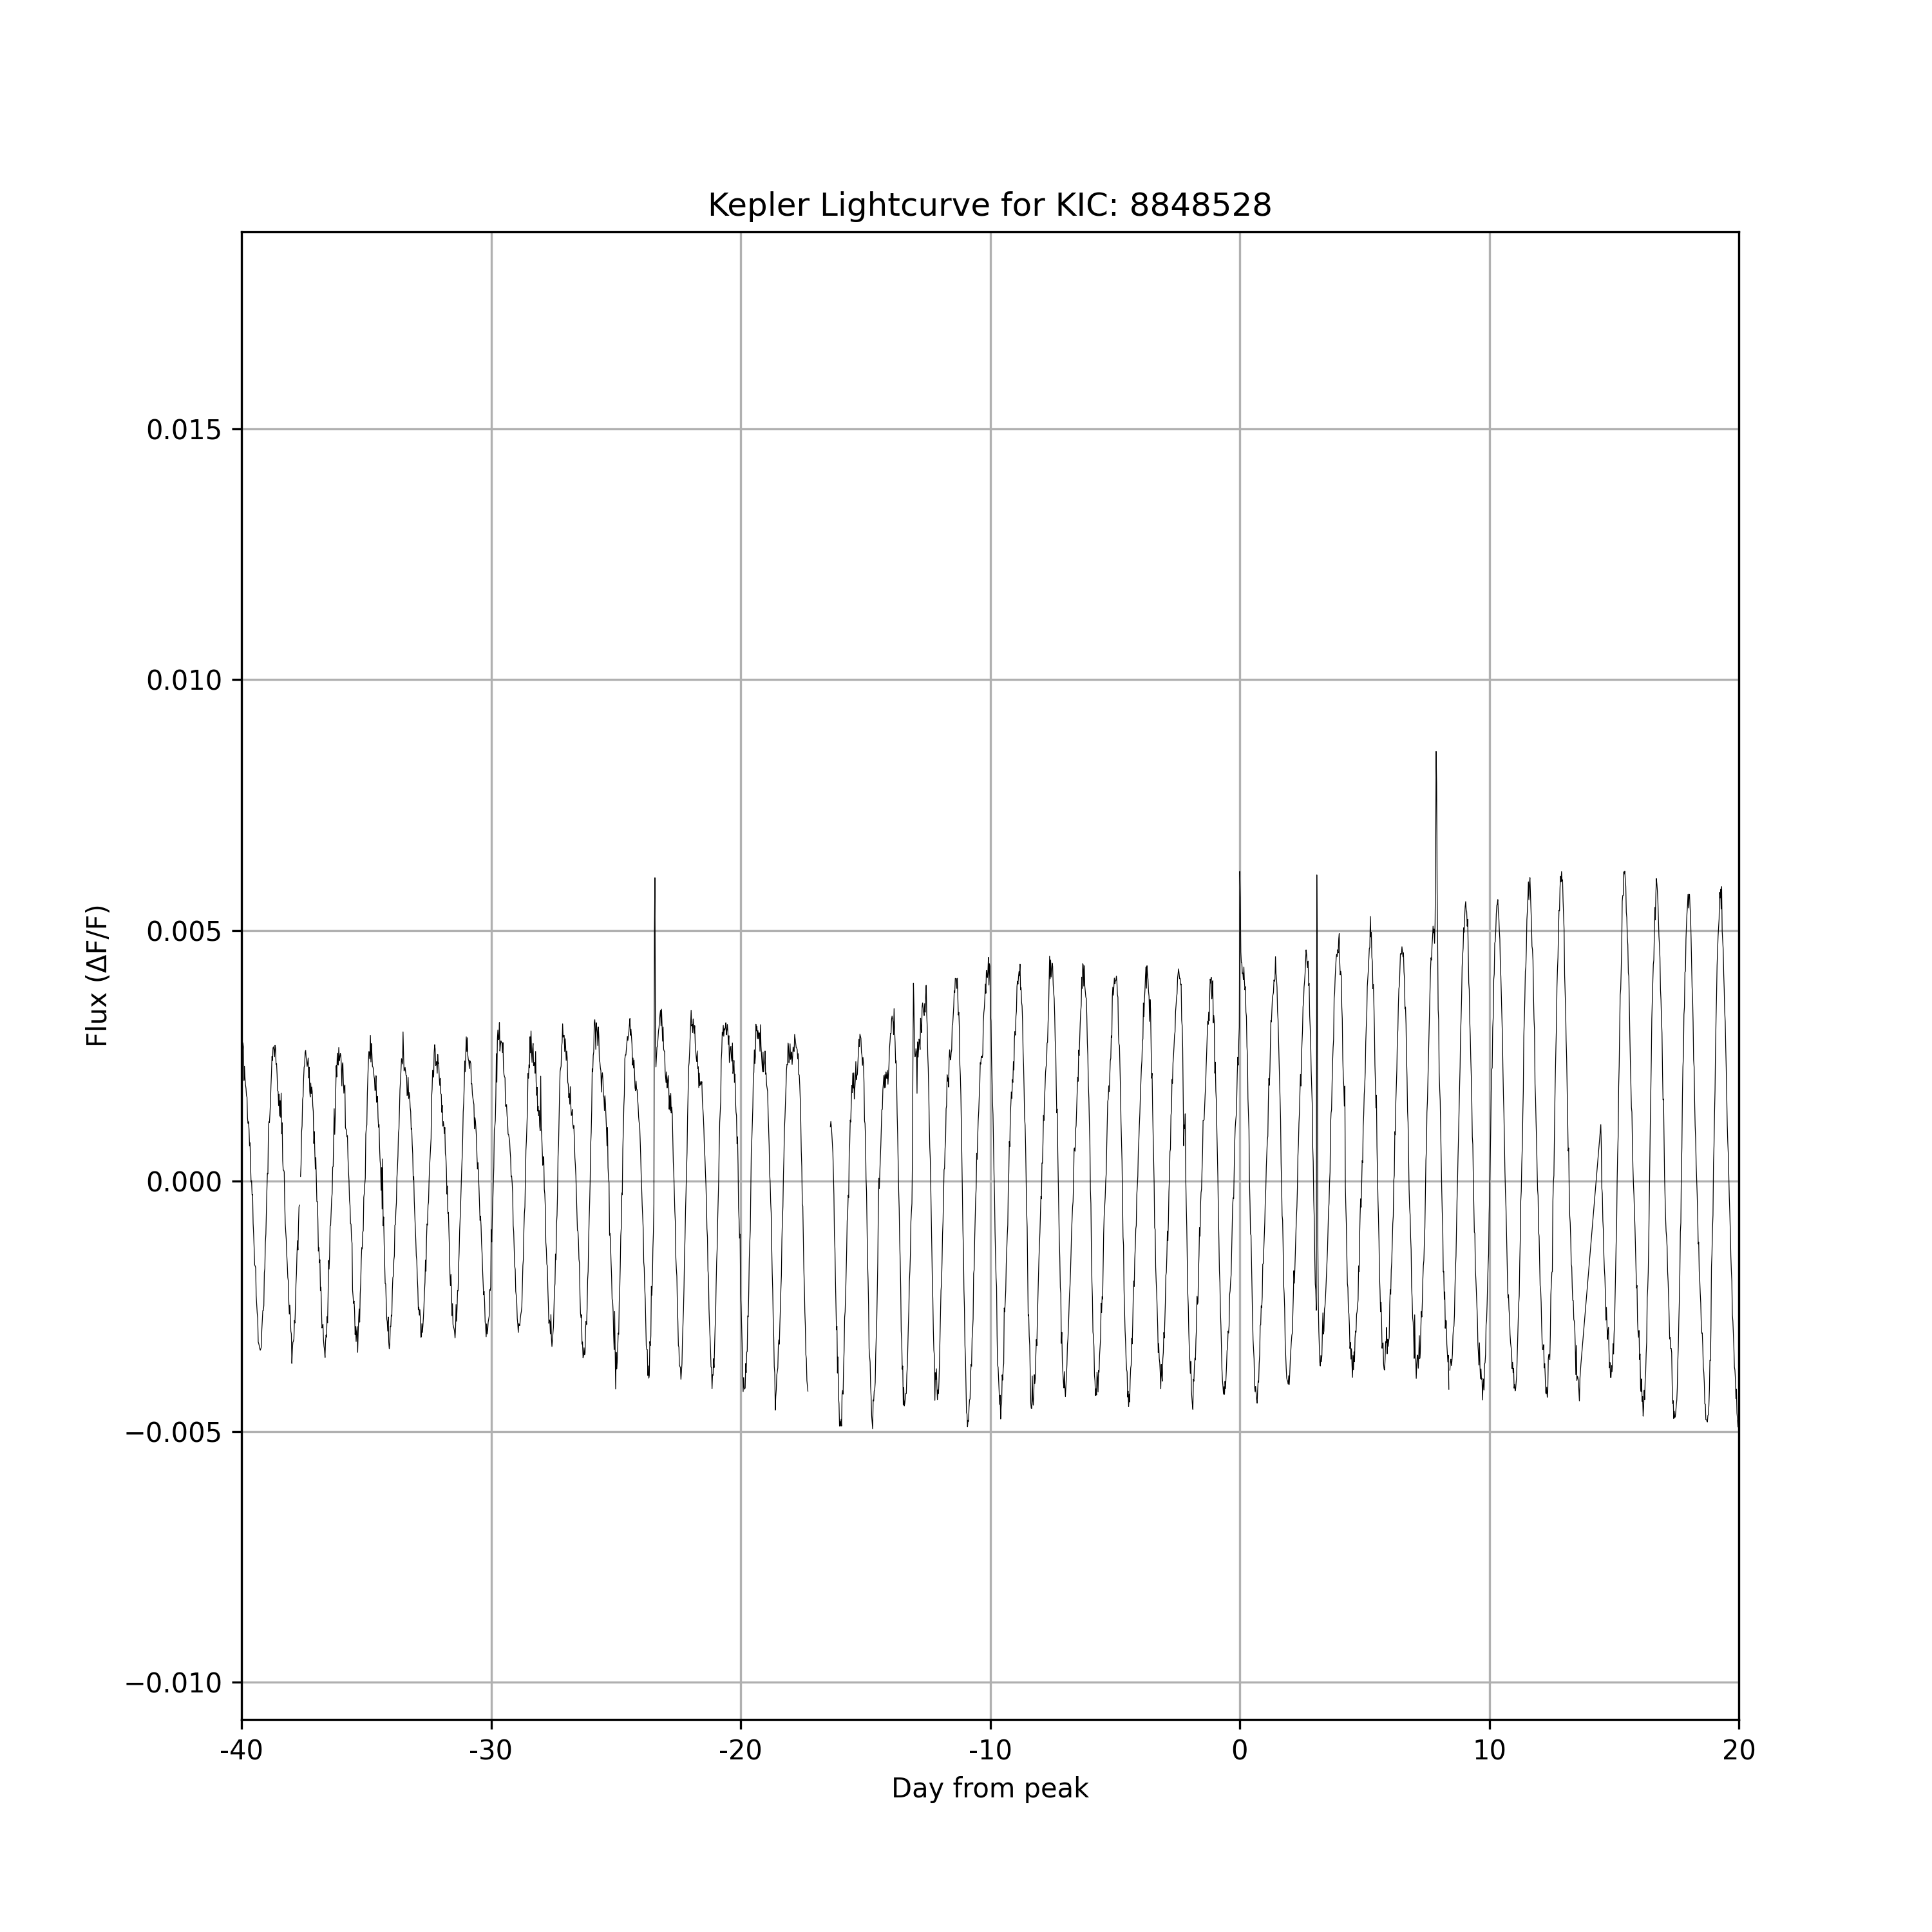 Kepler Lightcurve for KIC: 8848528
Flux (ΔF/F)
0.015
0.010
0.005
0.000
−0.005
−0.010
-40 -30 -20 -10 0 10 20
Day from peak